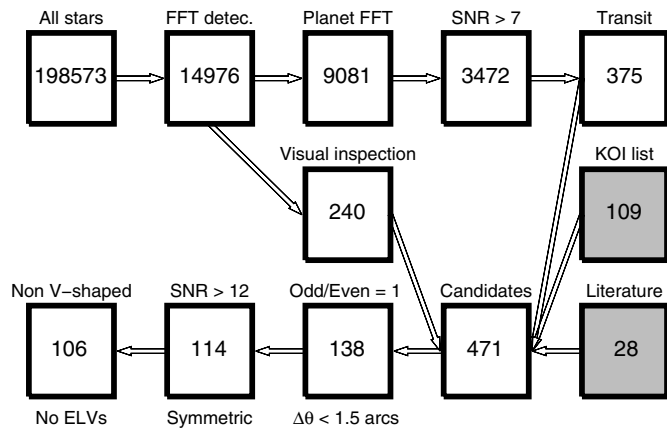 All stars
FFT detec.
Planet FFT
SNR > 7
Transit
198573
14976
9081
3472
375
Visual inspection
KOI list
240
109
Non V−shaped
SNR > 12
Odd/Even = 1
Candidates
Literature
106
114
138
471
28
No ELVs
Symmetric
Δθ < 1.5 arcs